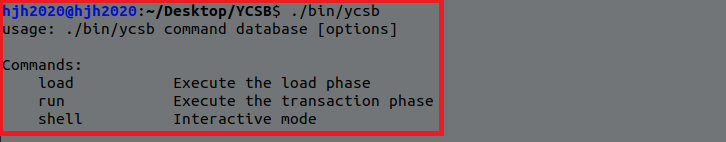 hjh2020@hjh2020:~/Desktop/YCSB$ ./bin/ycsb
usage: ./bin/ycsb command database [options]
Commands:
load Execute the load phase
run Execute the transaction phase
shell Interactive mode